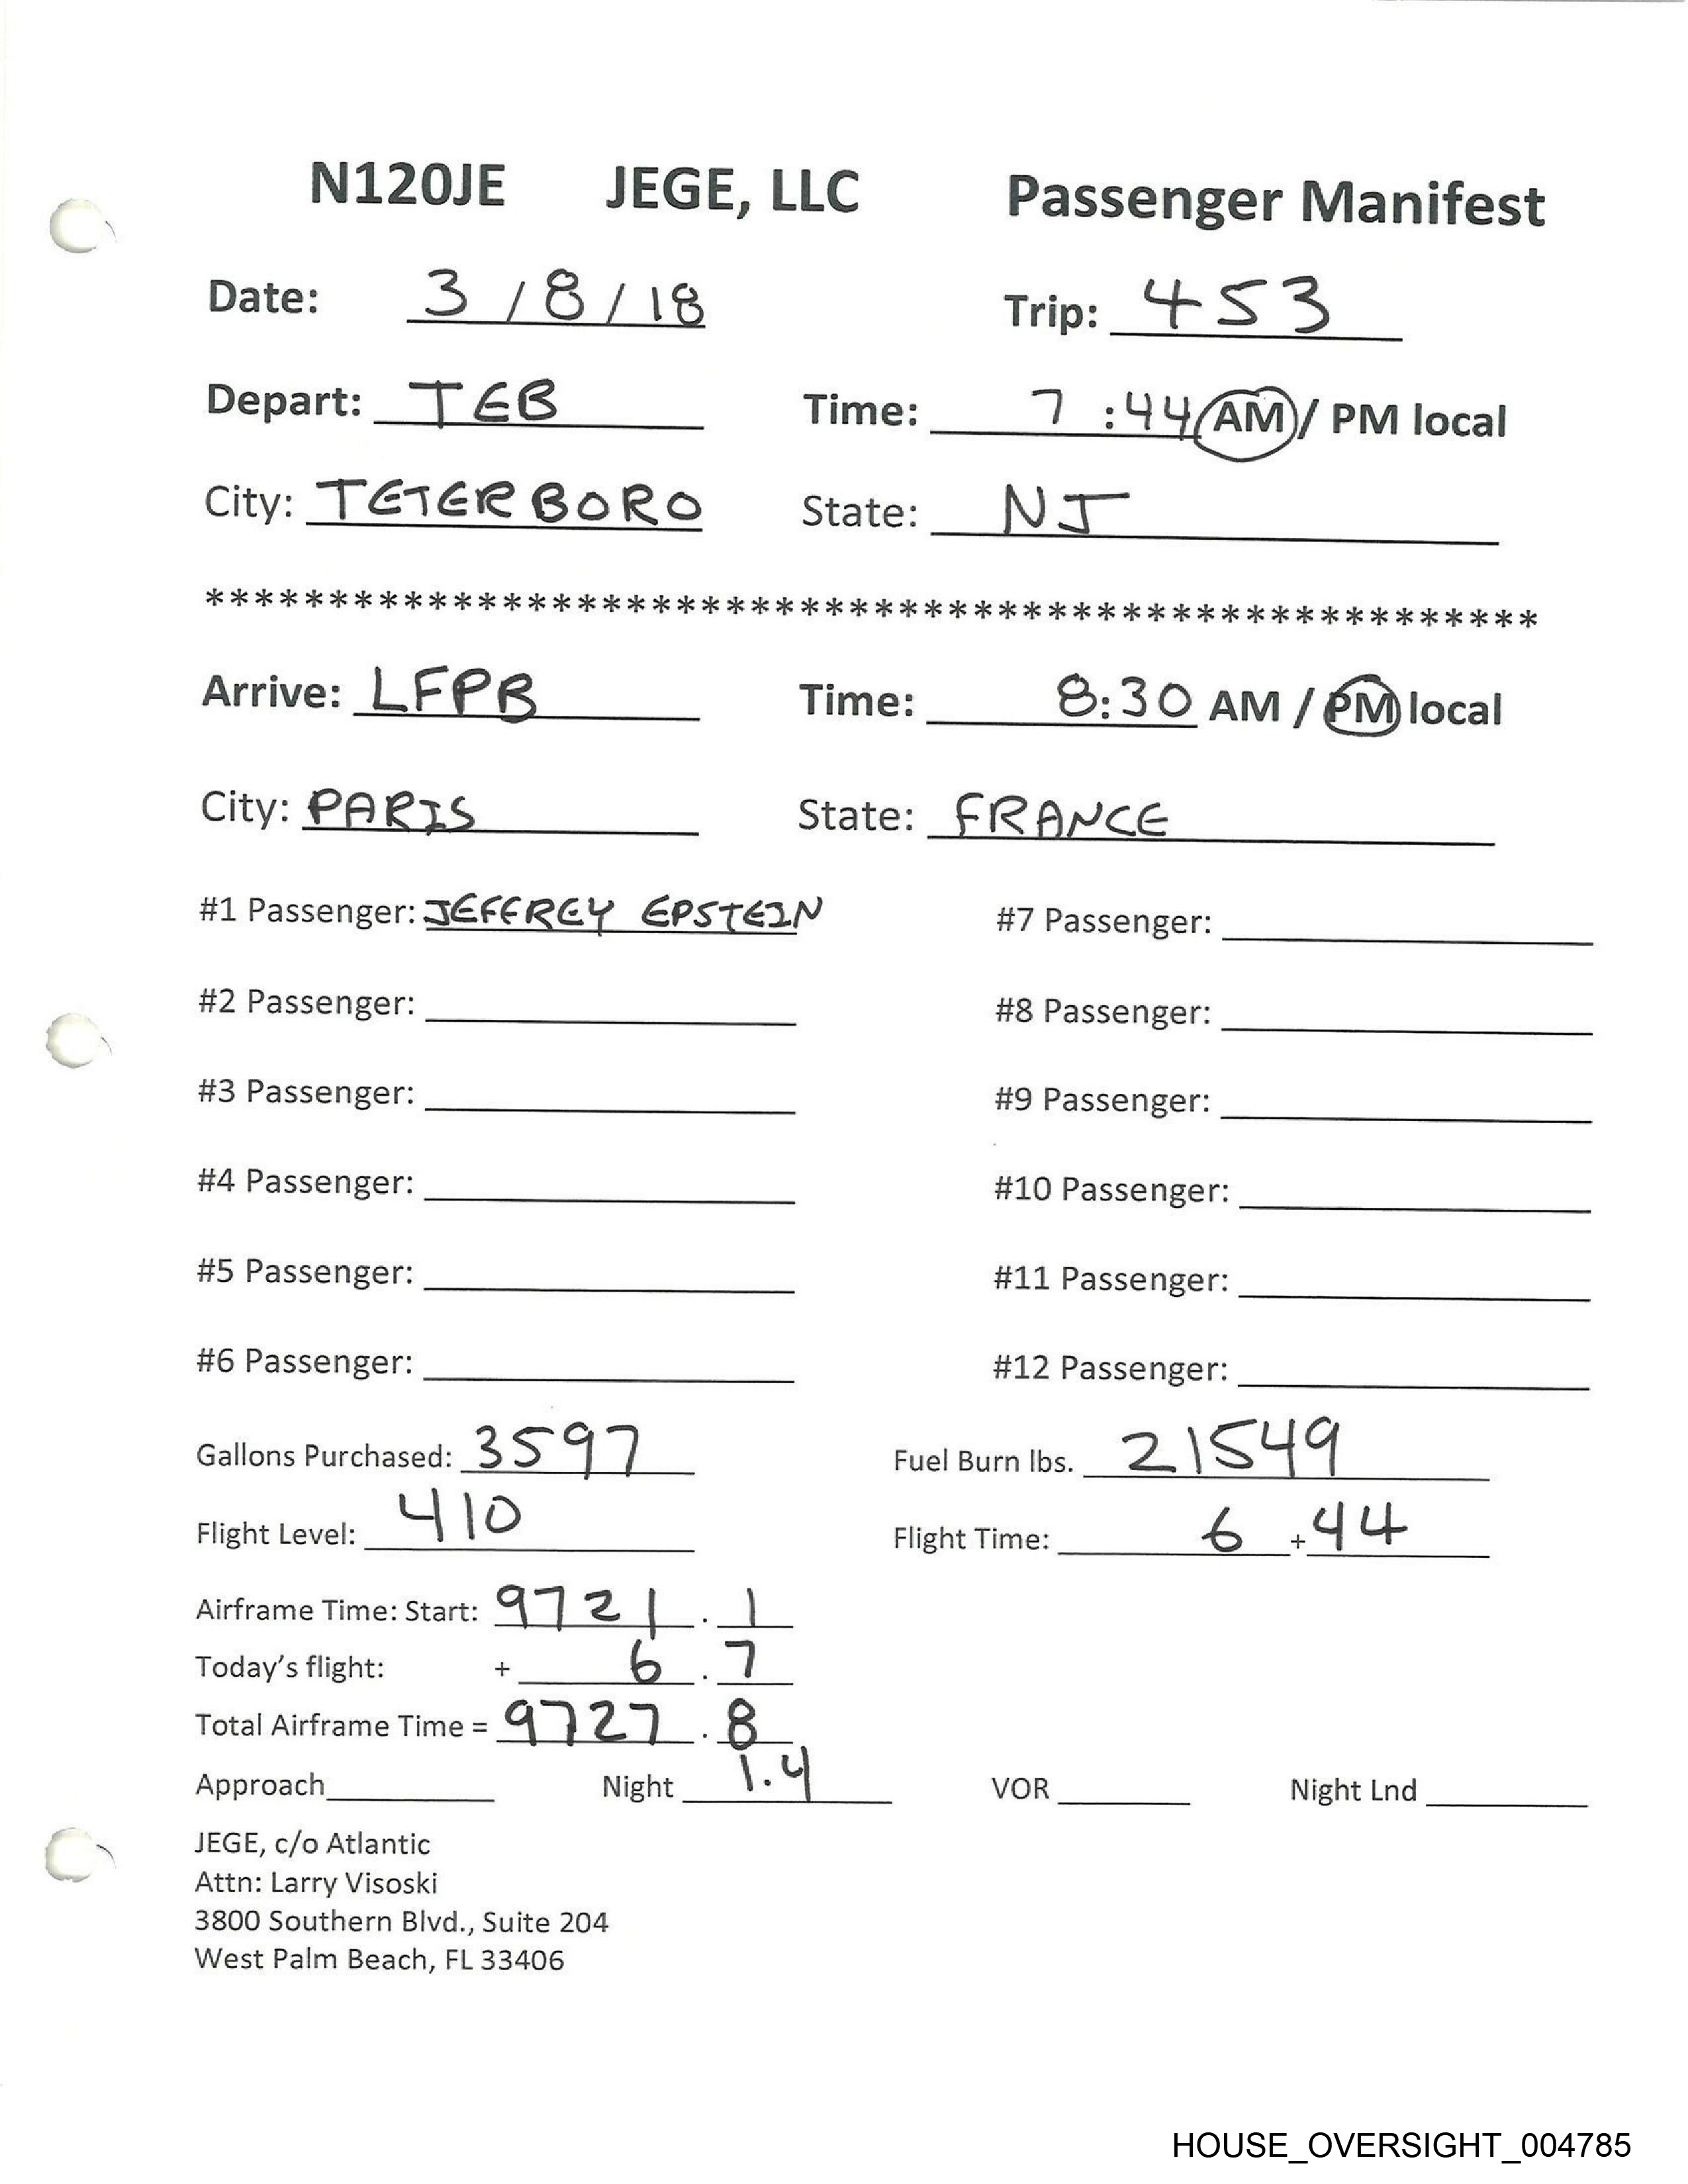 N120JE JEGE, LLC Passenger Manifest
Date: 3 / 8 / 18 Trip: 453
Depart: TEB Time: 7 :44 AM / PM local
City: TETERBORO State: NJ
******************************************************
Arrive: LFPB Time: 8:30 AM / PM local
City: PARIS State: FRANCE
#1 Passenger: JEFFREY EPSTEIN #7 Passenger:
#2 Passenger: #8 Passenger:
#3 Passenger: #9 Passenger:
#4 Passenger: #10 Passenger:
#5 Passenger: #11 Passenger:
#6 Passenger: #12 Passenger:
Gallons Purchased: 3597 Fuel Burn lbs. 21549
Flight Level: 410 Flight Time: 6 + 44
Airframe Time: Start: 9721 . 1
Today's flight: + 6 . 7
Total Airframe Time = 9727 . 8
Approach Night 1.4 VOR Night Lnd
JEGE, c/o Atlantic
Attn: Larry Visoski
3800 Southern Blvd., Suite 204
West Palm Beach, FL 33406
HOUSE_OVERSIGHT_004785